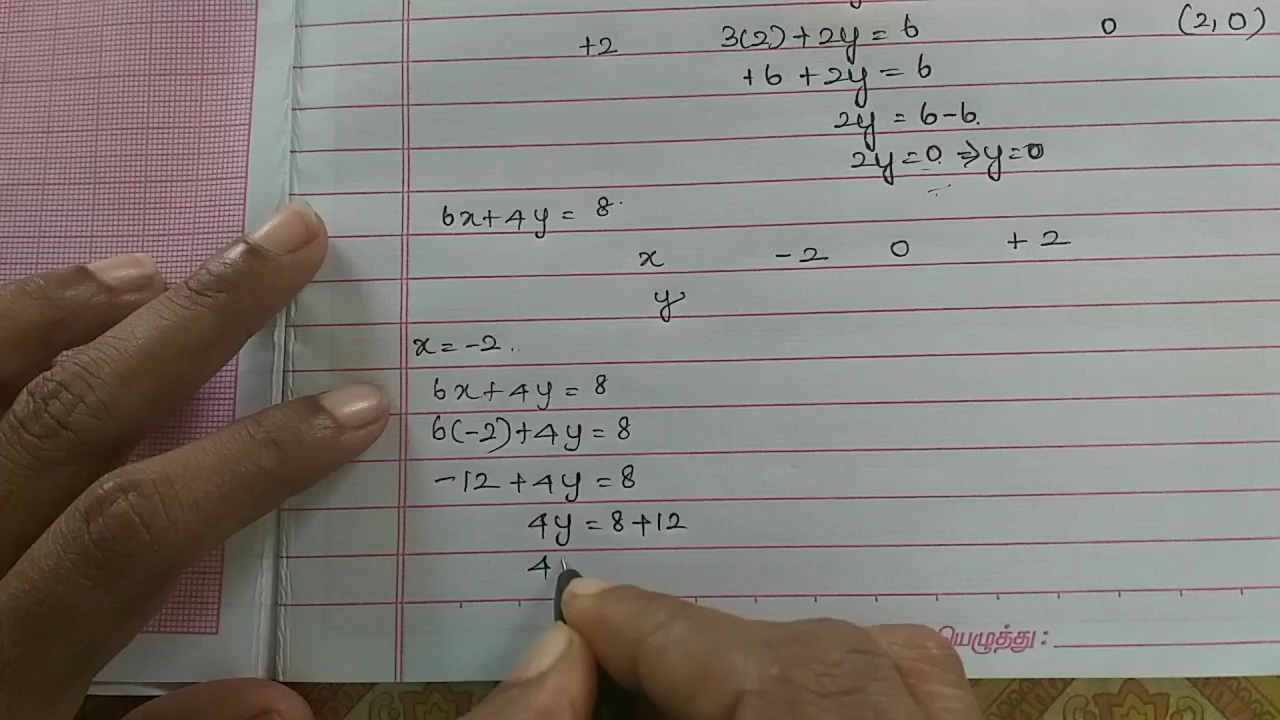 +2 3(2)+2y = 6 0 (2,0)
+6 +2y = 6
2y = 6-6.
2y = 0. ⇒ y=0
6x+4y = 8
x -2 0 +2
y
x = -2.
6x+4y = 8
6(-2)+4y = 8
-12+4y = 8
4y = 8+12
4